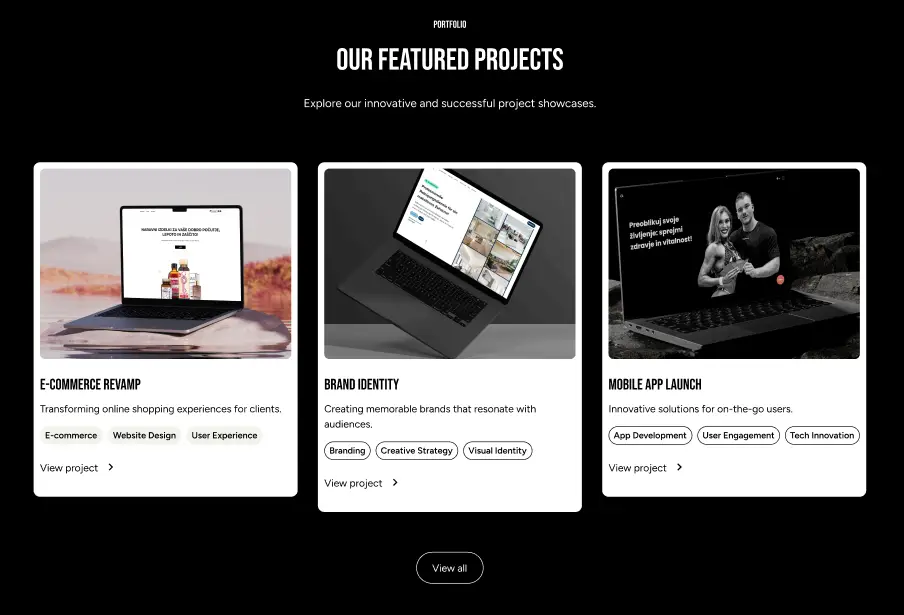 PORTFOLIO
OUR FEATURED PROJECTS
Explore our innovative and successful project showcases.
NARAVNI IZDELKI ZA VAŠE DOBRO POČUTJE,
LEPOTO IN ZAŠČITO!
Preoblikuj svoje
življenje: sprejmi
zdravje in vitalnost!
E-COMMERCE REVAMP
Transforming online shopping experiences for clients.
E-commerce
Website Design
User Experience
View project
BRAND IDENTITY
Creating memorable brands that resonate with
audiences.
Branding
Creative Strategy
Visual Identity
View project
MOBILE APP LAUNCH
Innovative solutions for on-the-go users.
App Development
User Engagement
Tech Innovation
View project
View all